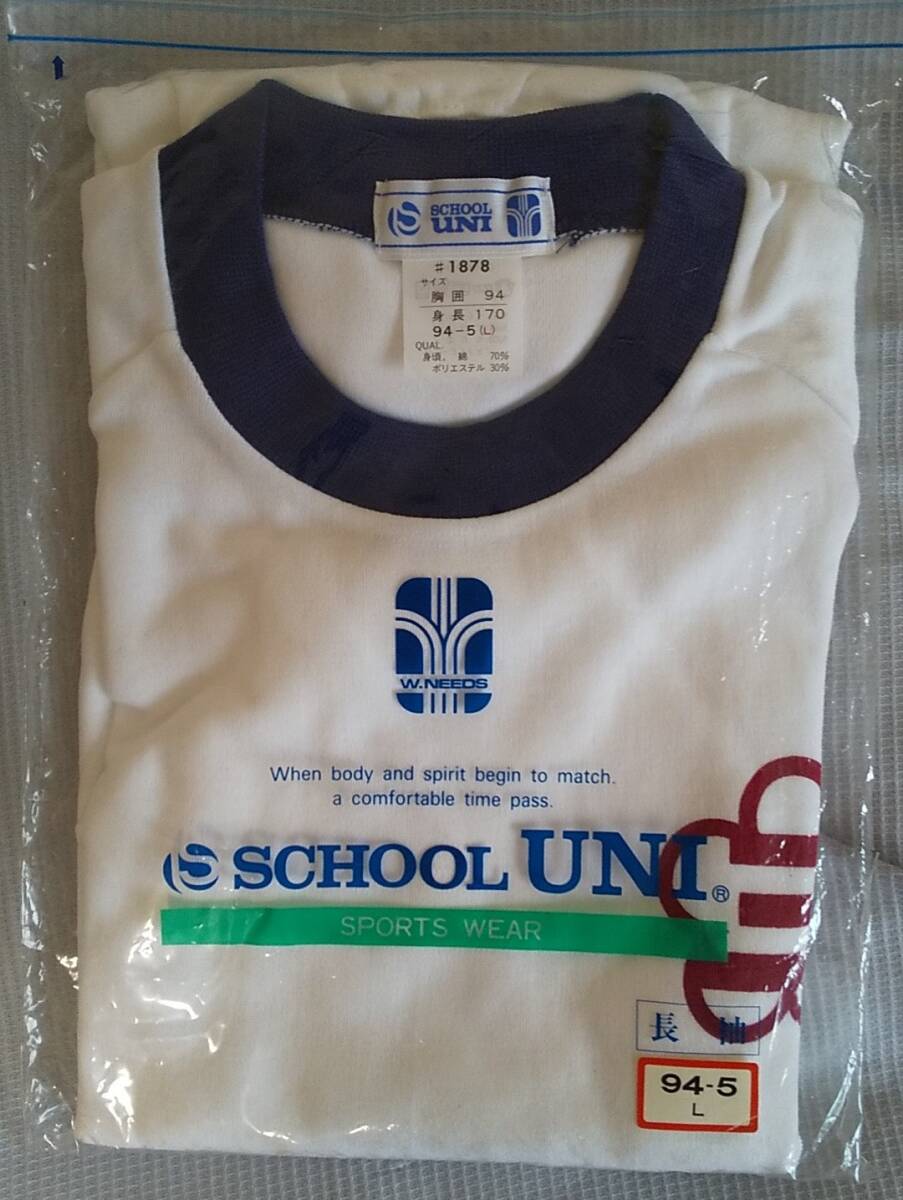 SCHOOL
UNI
#1878
サイズ
胸囲 94
身長 170
94-5(L)
QUAL.
身頃, 綿 70%
ポリエステル 30%
W.NEEDS
When body and spirit begin to match.
a comfortable time pass.
SCHOOL UNI®
SPORTS WEAR
長袖
94-5
L